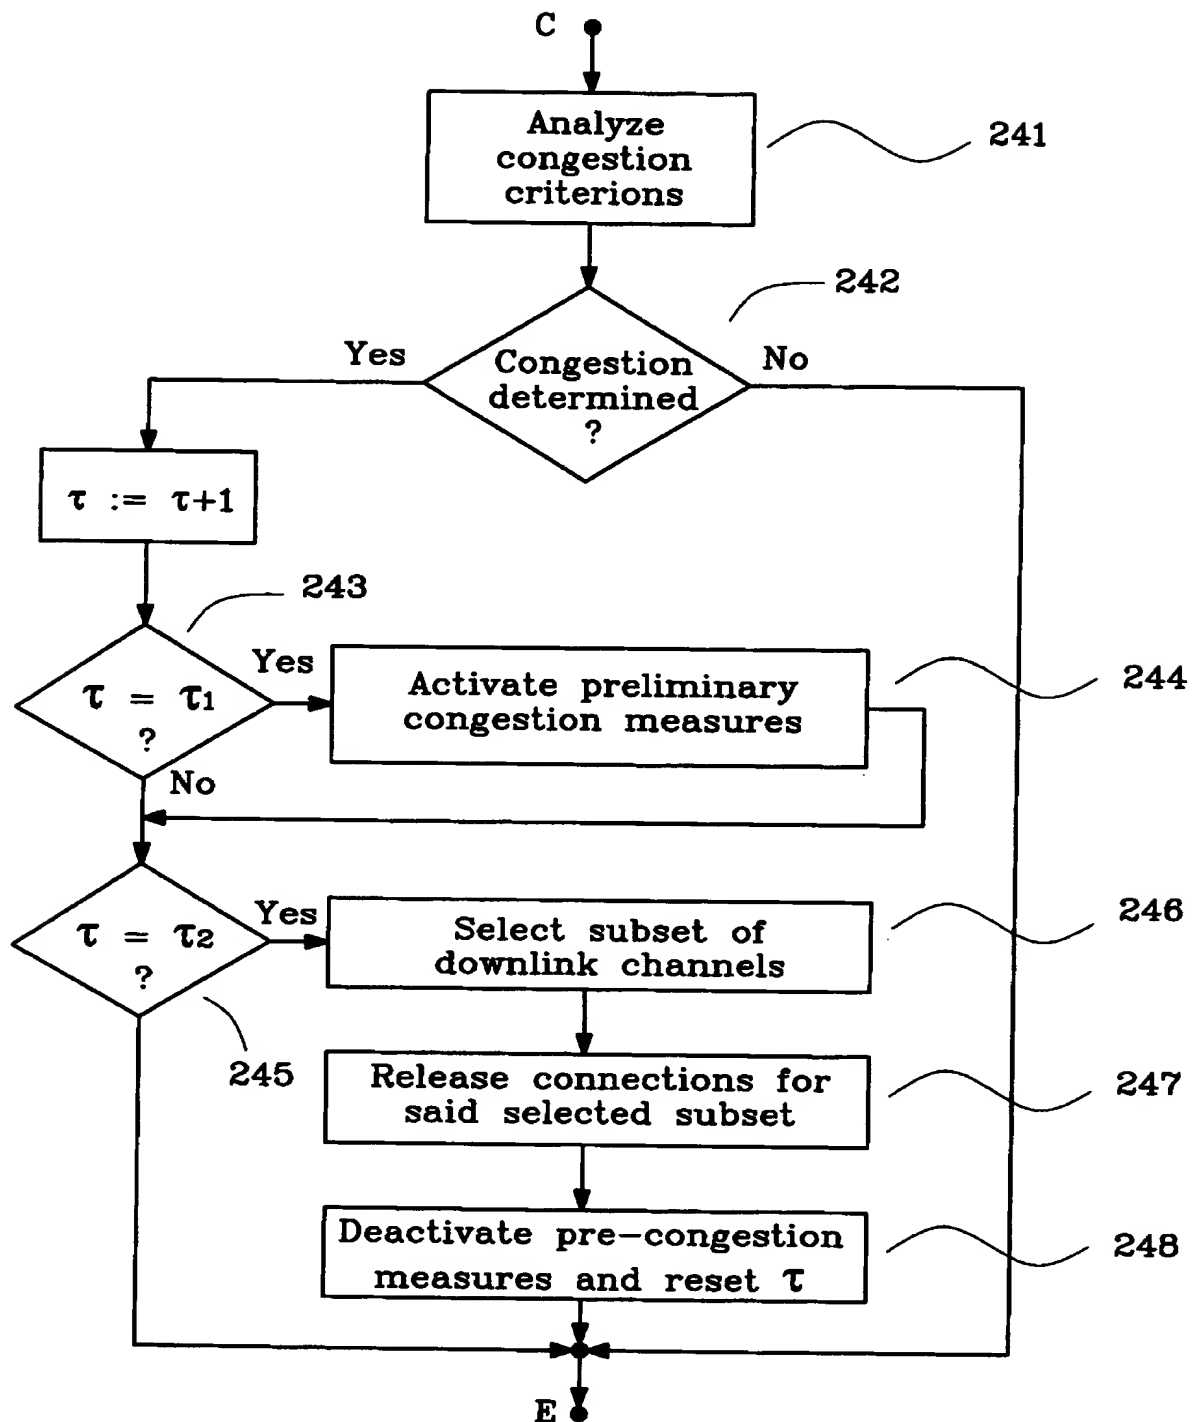 C
Analyze
congestion
criterions
241
242
Yes
Congestion
determined
?
No
τ := τ+1
243
τ = τ1
?
Yes
Activate preliminary
congestion measures
244
No
τ = τ2
?
Yes
Select subset of
downlink channels
246
245
Release connections for
said selected subset
247
Deactivate pre-congestion
measures and reset τ
248
E